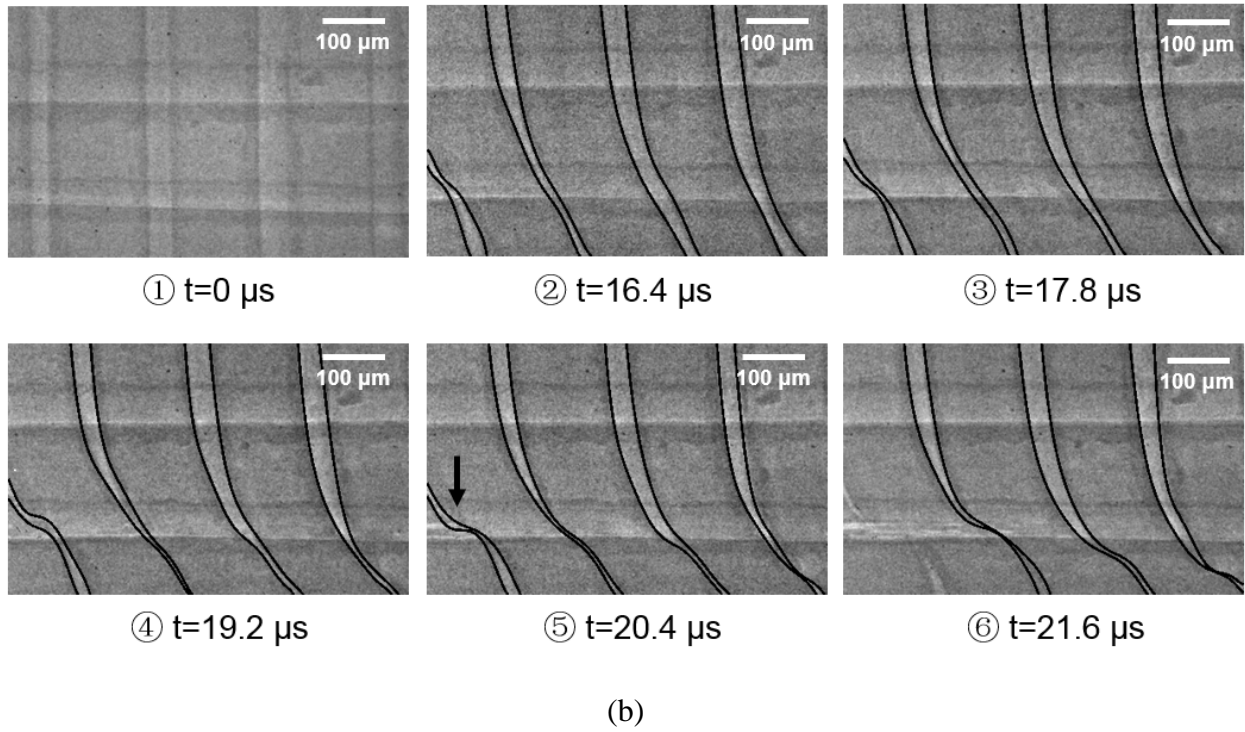 100 µm
100 µm
100 µm
① t=0 µs
② t=16.4 µs
③ t=17.8 µs
100 µm
100 µm
100 µm
④ t=19.2 µs
⑤ t=20.4 µs
⑥ t=21.6 µs
(b)